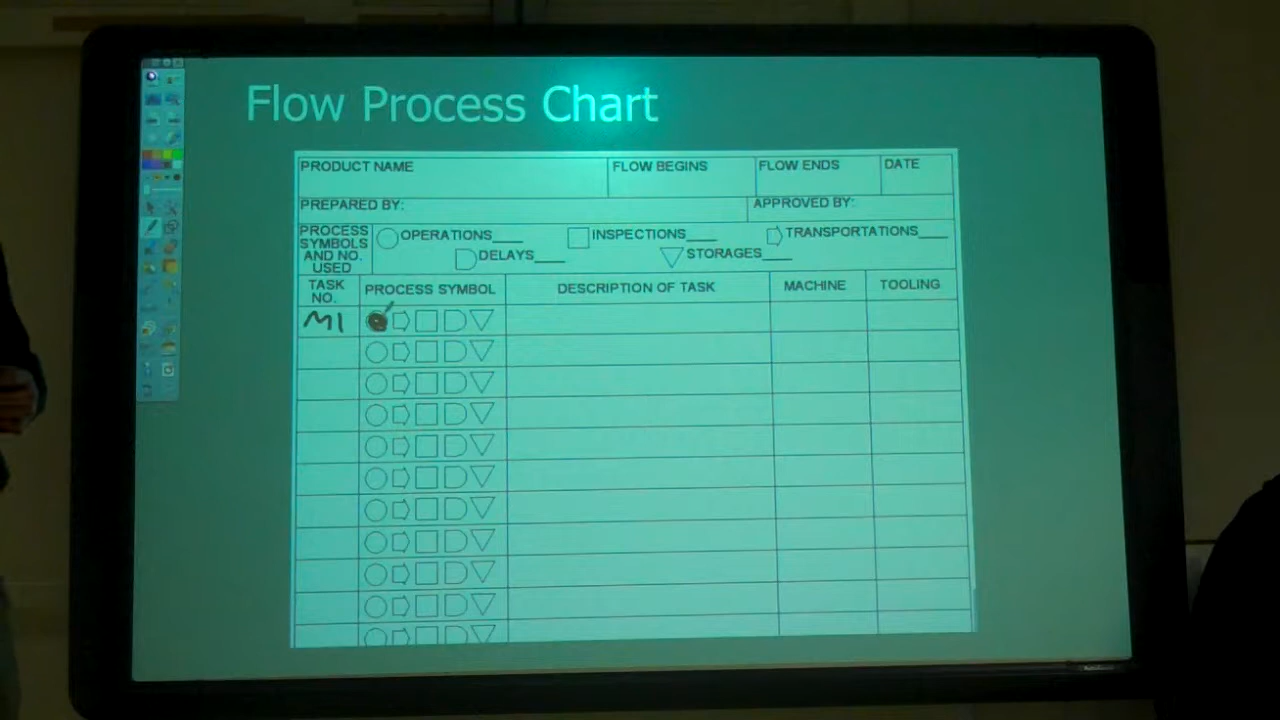 Flow Process Chart
PRODUCT NAME FLOW BEGINS FLOW ENDS DATE
PREPARED BY: APPROVED BY:
PROCESS SYMBOLS AND NO. USED
OPERATIONS___ INSPECTIONS___ TRANSPORTATIONS___
DELAYS___ STORAGES___
TASK NO. PROCESS SYMBOL DESCRIPTION OF TASK MACHINE TOOLING
M1